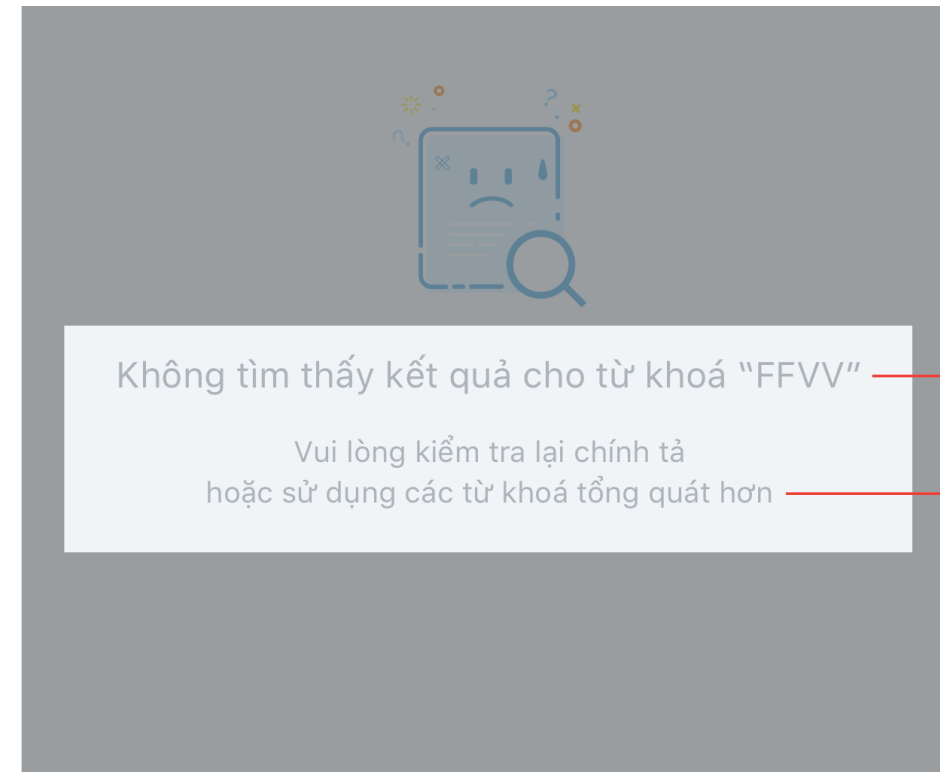 Không tìm thấy kết quả cho từ khoá “FFVV”
Vui lòng kiểm tra lại chính tả
hoặc sử dụng các từ khoá tổng quát hơn